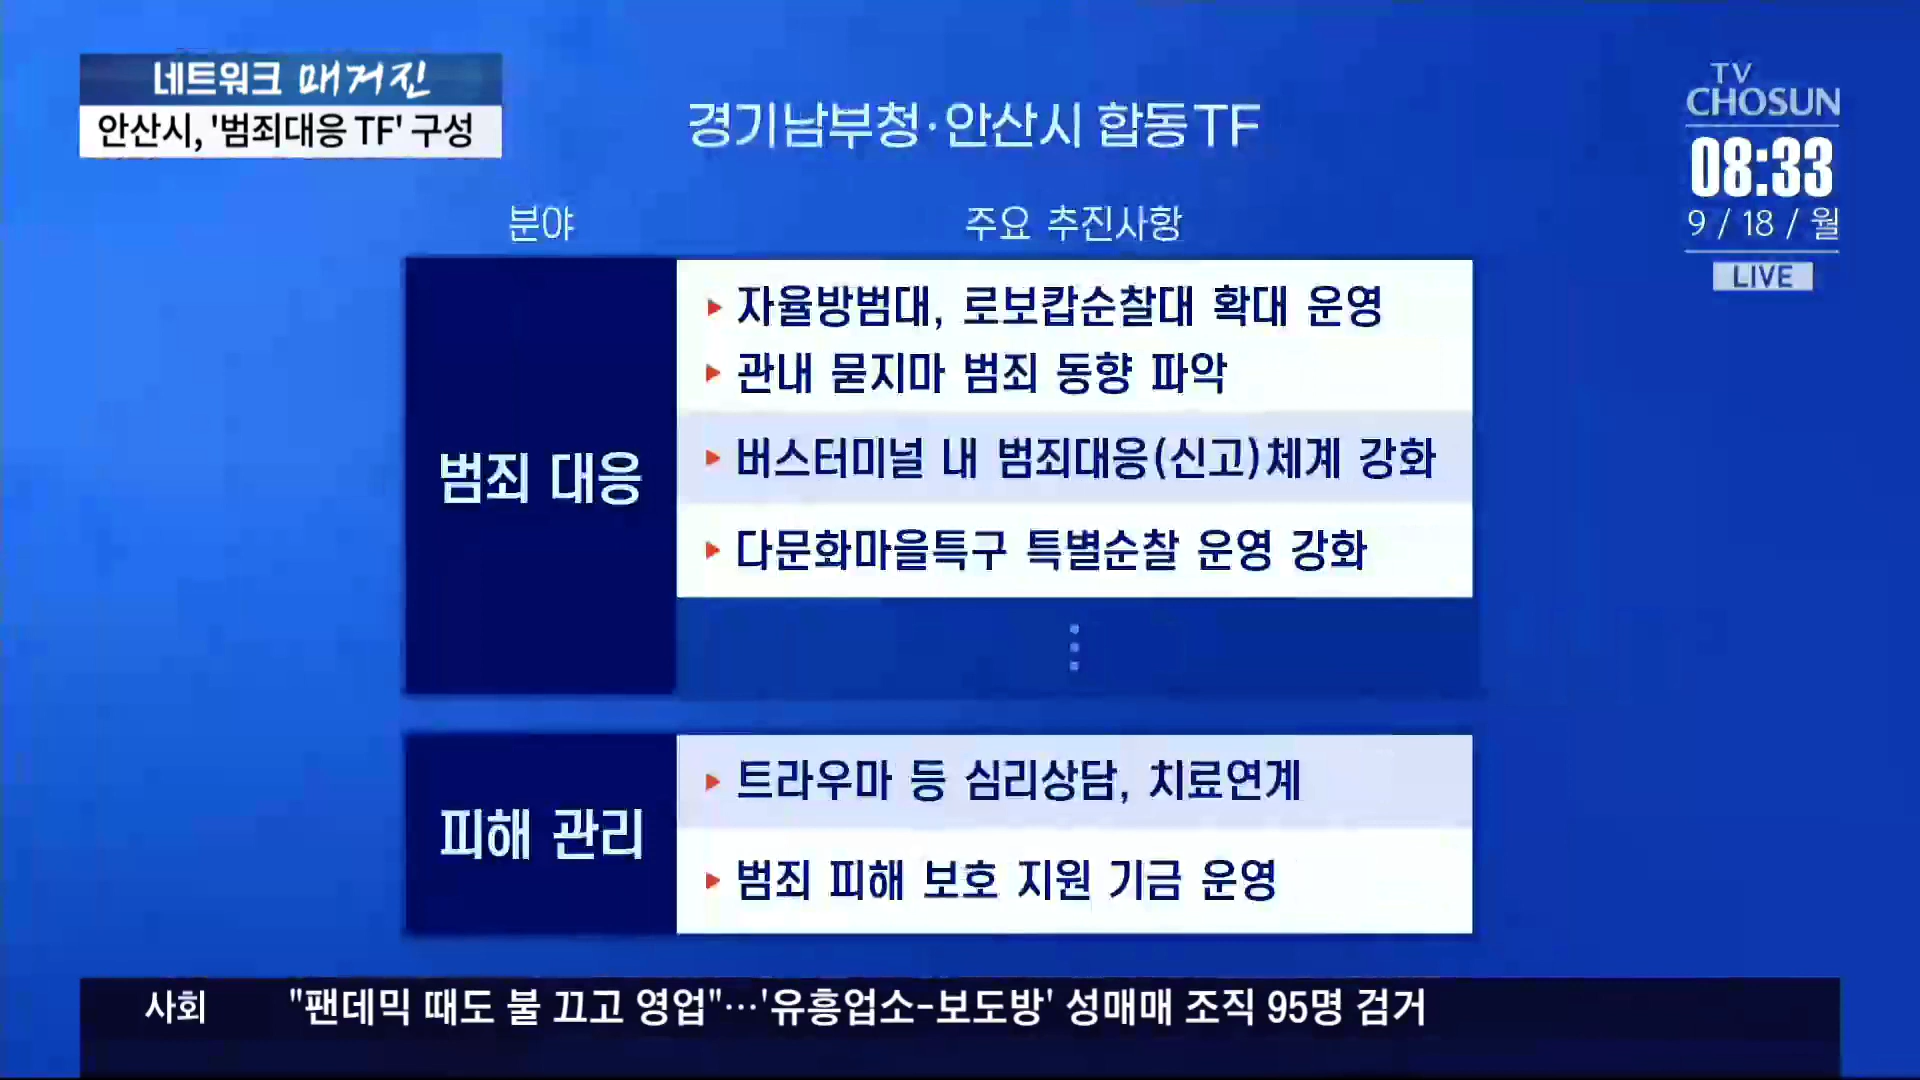 네트워크 매거진
안산시, '범죄대응 TF' 구성
TV
CHOSUN
08:33
9 / 18 / 월
LIVE
경기남부청·안산시 합동TF
분야 주요 추진사항
범죄 대응
▸ 자율방범대, 로보캅순찰대 확대 운영
▸ 관내 묻지마 범죄 동향 파악
▸ 버스터미널 내 범죄대응(신고)체계 강화
▸ 다문화마을특구 특별순찰 운영 강화
⋮
피해 관리
▸ 트라우마 등 심리상담, 치료연계
▸ 범죄 피해 보호 지원 기금 운영
사회 "팬데믹 때도 불 끄고 영업"…'유흥업소-보도방' 성매매 조직 95명 검거